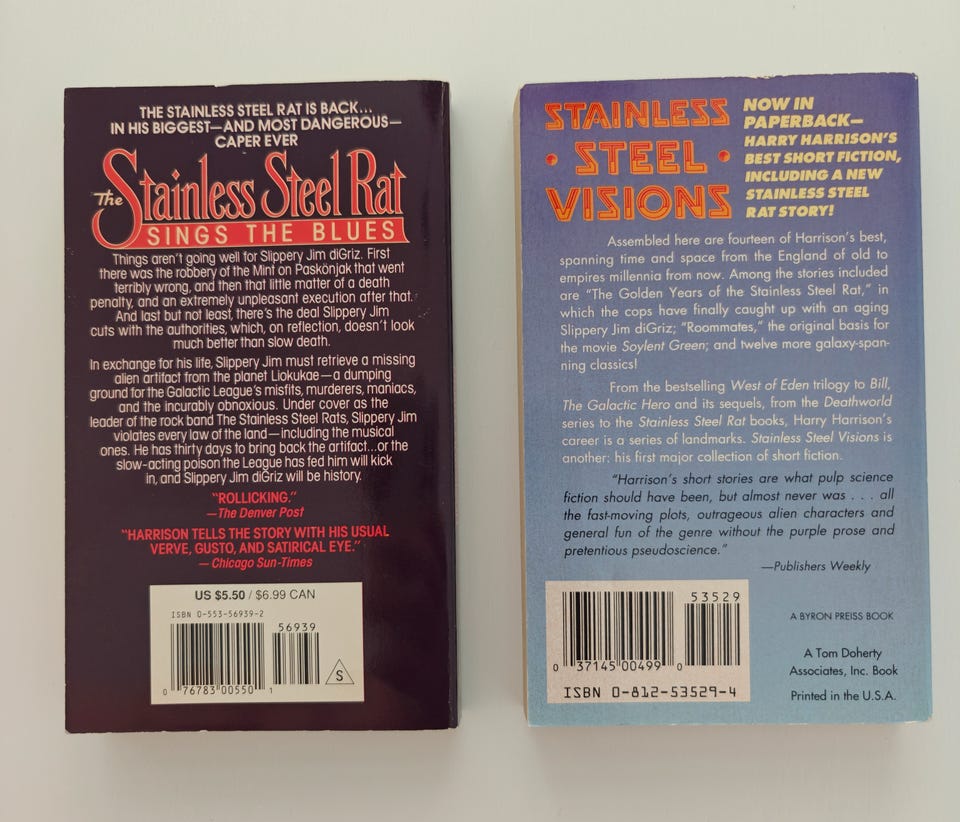 THE STAINLESS STEEL RAT IS BACK...
IN HIS BIGGEST—AND MOST DANGEROUS—
CAPER EVER
The Stainless Steel Rat
SINGS THE BLUES
Things aren't going well for Slippery Jim diGriz. First
there was the robbery of the Mint on Paskönjak that went
terribly wrong, and then that little matter of a death
penalty, and an extremely unpleasant execution after that.
And last but not least, there's the deal Slippery Jim
cuts with the authorities, which, on reflection, doesn't look
much better than slow death.
In exchange for his life, Slippery Jim must retrieve a missing
alien artifact from the planet Liokukae—a dumping
ground for the Galactic League's misfits, murderers, maniacs,
and the incurably obnoxious. Under cover as the
leader of the rock band The Stainless Steel Rats, Slippery Jim
violates every law of the land—including the musical
ones. He has thirty days to bring back the artifact...or the
slow-acting poison the League has fed him will kick
in, and Slippery Jim diGriz will be history.
"ROLLICKING."
—The Denver Post
"HARRISON TELLS THE STORY WITH HIS USUAL
VERVE, GUSTO, AND SATIRICAL EYE."
— Chicago Sun-Times
US $5.50 / $6.99 CAN
ISBN 0-553-56939-2
56939
0 76783 00550 1
S
STAINLESS
• STEEL •
VISIONS
NOW IN
PAPERBACK—
HARRY HARRISON'S
BEST SHORT FICTION,
INCLUDING A NEW
STAINLESS STEEL
RAT STORY!
Assembled here are fourteen of Harrison's best,
spanning time and space from the England of old to
empires millennia from now. Among the stories included
are "The Golden Years of the Stainless Steel Rat," in
which the cops have finally caught up with an aging
Slippery Jim diGriz; "Roommates," the original basis for
the movie Soylent Green; and twelve more galaxy-span-
ning classics!
From the bestselling West of Eden trilogy to Bill,
The Galactic Hero and its sequels, from the Deathworld
series to the Stainless Steel Rat books, Harry Harrison's
career is a series of landmarks. Stainless Steel Visions is
another: his first major collection of short fiction.
"Harrison's short stories are what pulp science
fiction should have been, but almost never was . . . all
the fast-moving plots, outrageous alien characters and
general fun of the genre without the purple prose and
pretentious pseudoscience."
—Publishers Weekly
53529
0 37145 00499 0
ISBN 0-812-53529-4
A BYRON PREISS BOOK
A Tom Doherty
Associates, Inc. Book
Printed in the U.S.A.